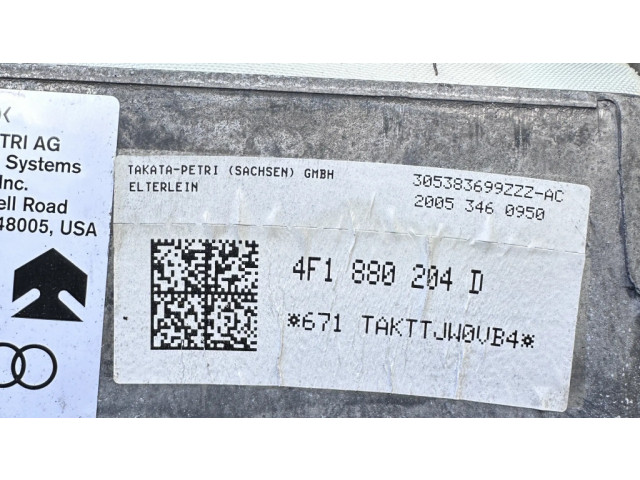 K
TRI AG
Systems
Inc.
ell Road
48005, USA
TAKATA-PETRI (SACHSEN) GMBH
ELTERLEIN
305383699ZZZ-AC
2005 346 0950
4F1 880 204 D
*671 TAKTTJW0VB4*